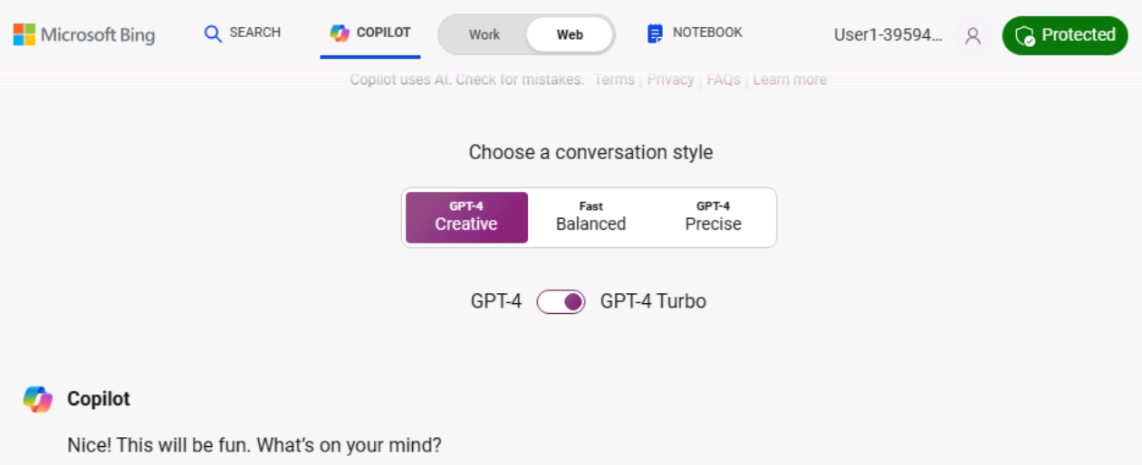 Microsoft Bing SEARCH COPILOT Work Web NOTEBOOK User1-39594... Protected
Copilot uses AI. Check for mistakes. Terms Privacy FAQs Learn more
Choose a conversation style
GPT-4 Fast GPT-4
Creative Balanced Precise
GPT-4 GPT-4 Turbo
Copilot
Nice! This will be fun. What's on your mind?